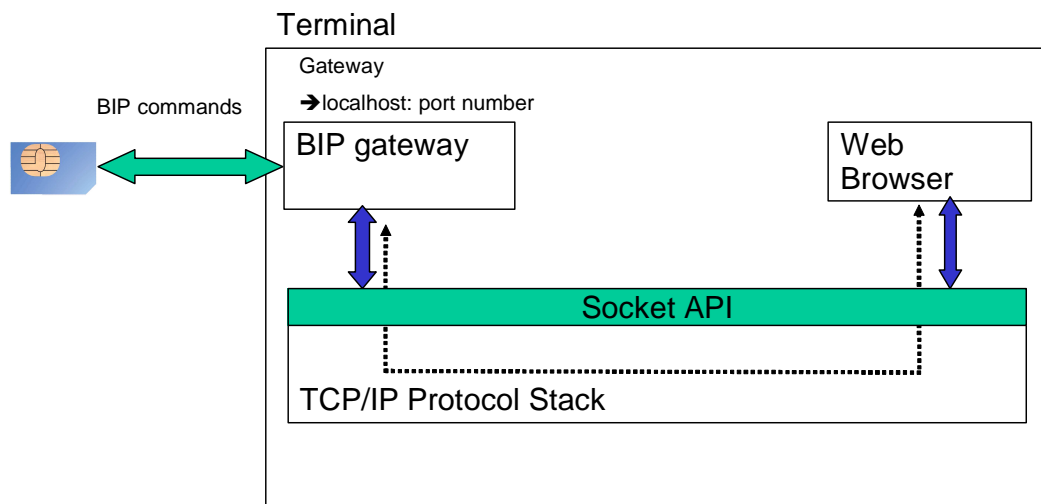 Terminal
Gateway
➔localhost: port number
BIP commands
BIP gateway
Web
Browser
Socket API
TCP/IP Protocol Stack